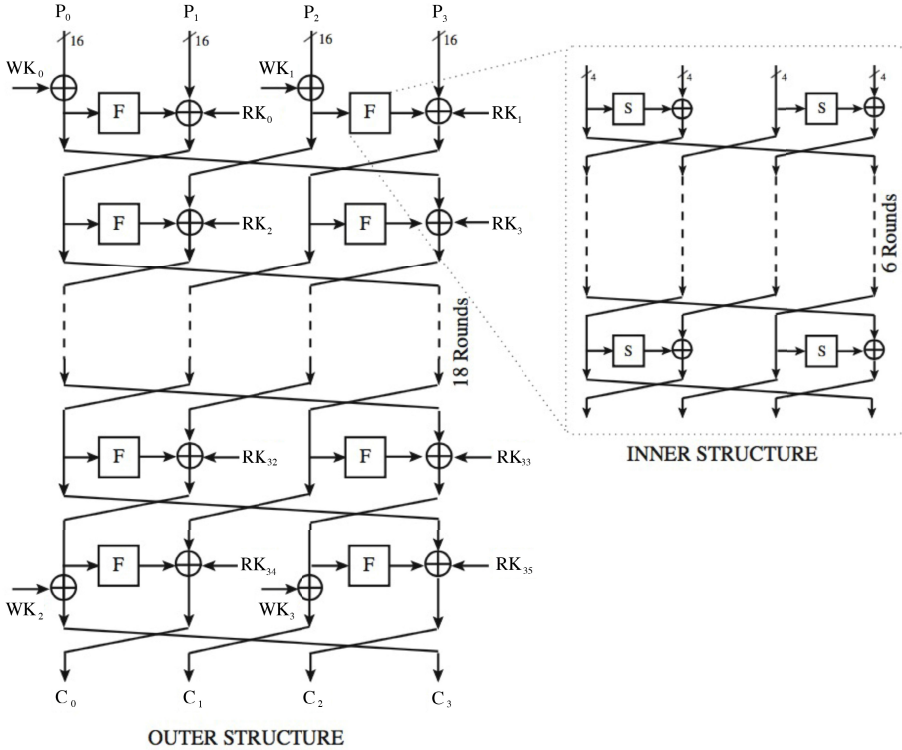 P₀ P₁ P₂ P₃
16 16 16 16
WK₀ WK₁
4 4 4 4
F RK₀ F RK₁ S S
F RK₂ F RK₃
6 Rounds
18 Rounds
S S
F RK₃₂ F RK₃₃
INNER STRUCTURE
F RK₃₄ F RK₃₅
WK₂ WK₃
C₀ C₁ C₂ C₃
OUTER STRUCTURE